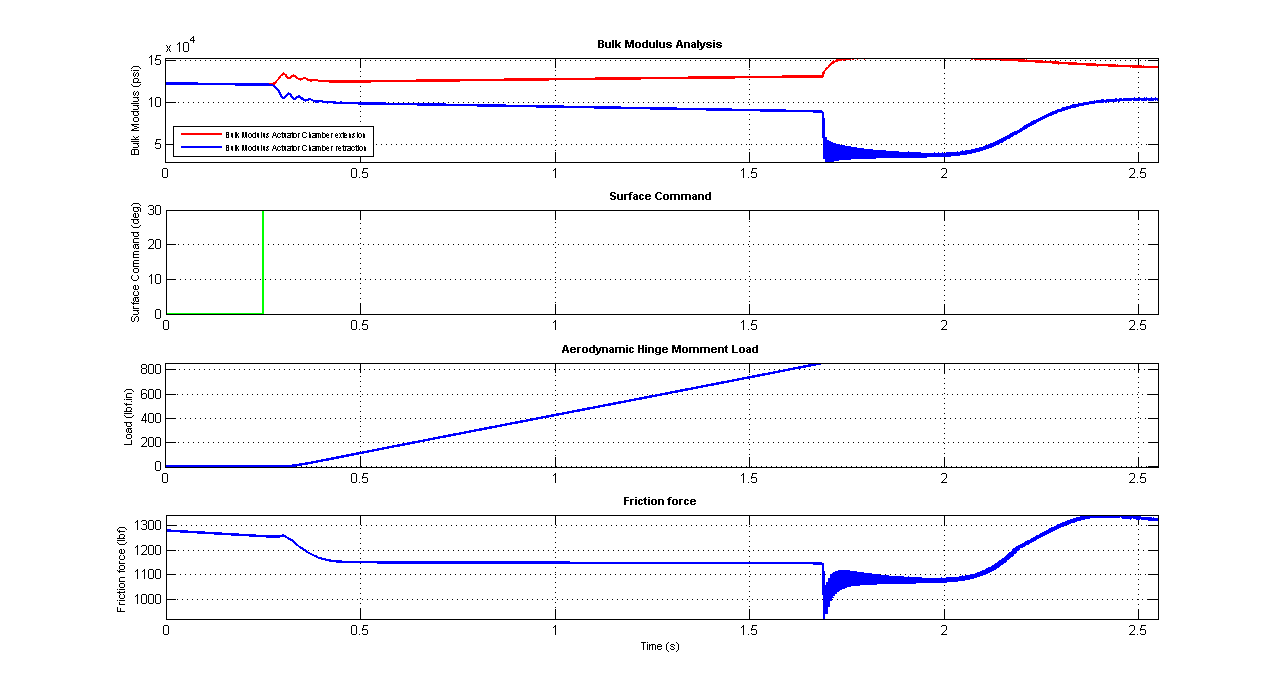 Bulk Modulus Analysis
x 10^4
15
10
5
Bulk Modulus (psi)
Bulk Modulus Actuator Chamber extension
Bulk Modulus Actuator Chamber retraction
0 0.5 1 1.5 2 2.5
Surface Command
30
20
10
0
Surface Command (deg)
0 0.5 1 1.5 2 2.5
Aerodynamic Hinge Momment Load
800
600
400
200
0
Load (lbf.in)
0 0.5 1 1.5 2 2.5
Friction force
1300
1200
1100
1000
Friction force (lbf)
0 0.5 1 1.5 2 2.5
Time (s)